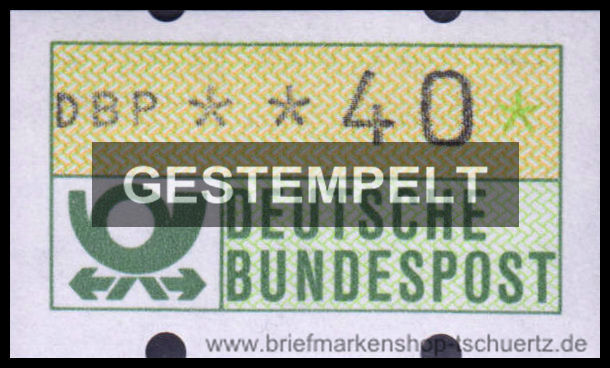 DBP ** 40 *
GESTEMPELT
DEUTSCHE
BUNDESPOST
www.briefmarkenshop-tschuertz.de